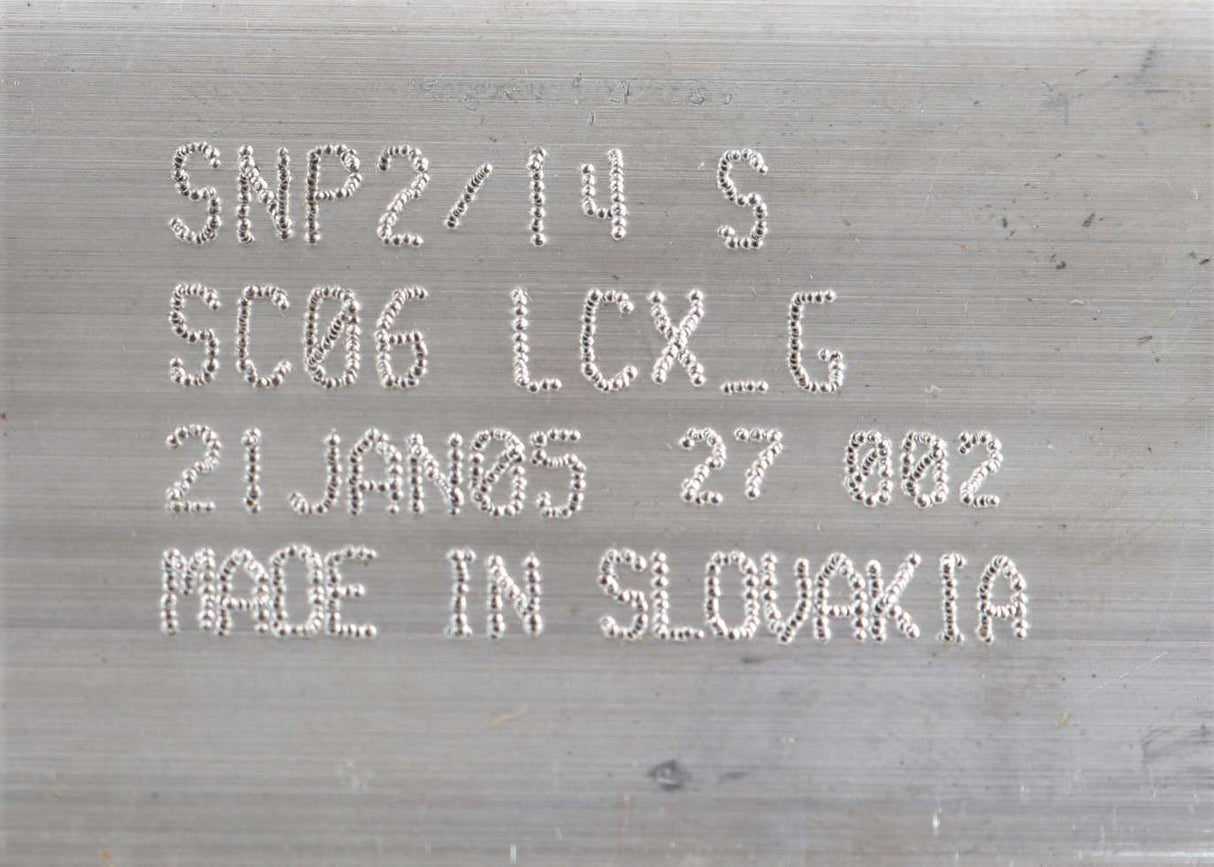 SNP2/14 S
SC06 LCX_G
21JAN05 27 002
MADE IN SLOVAKIA